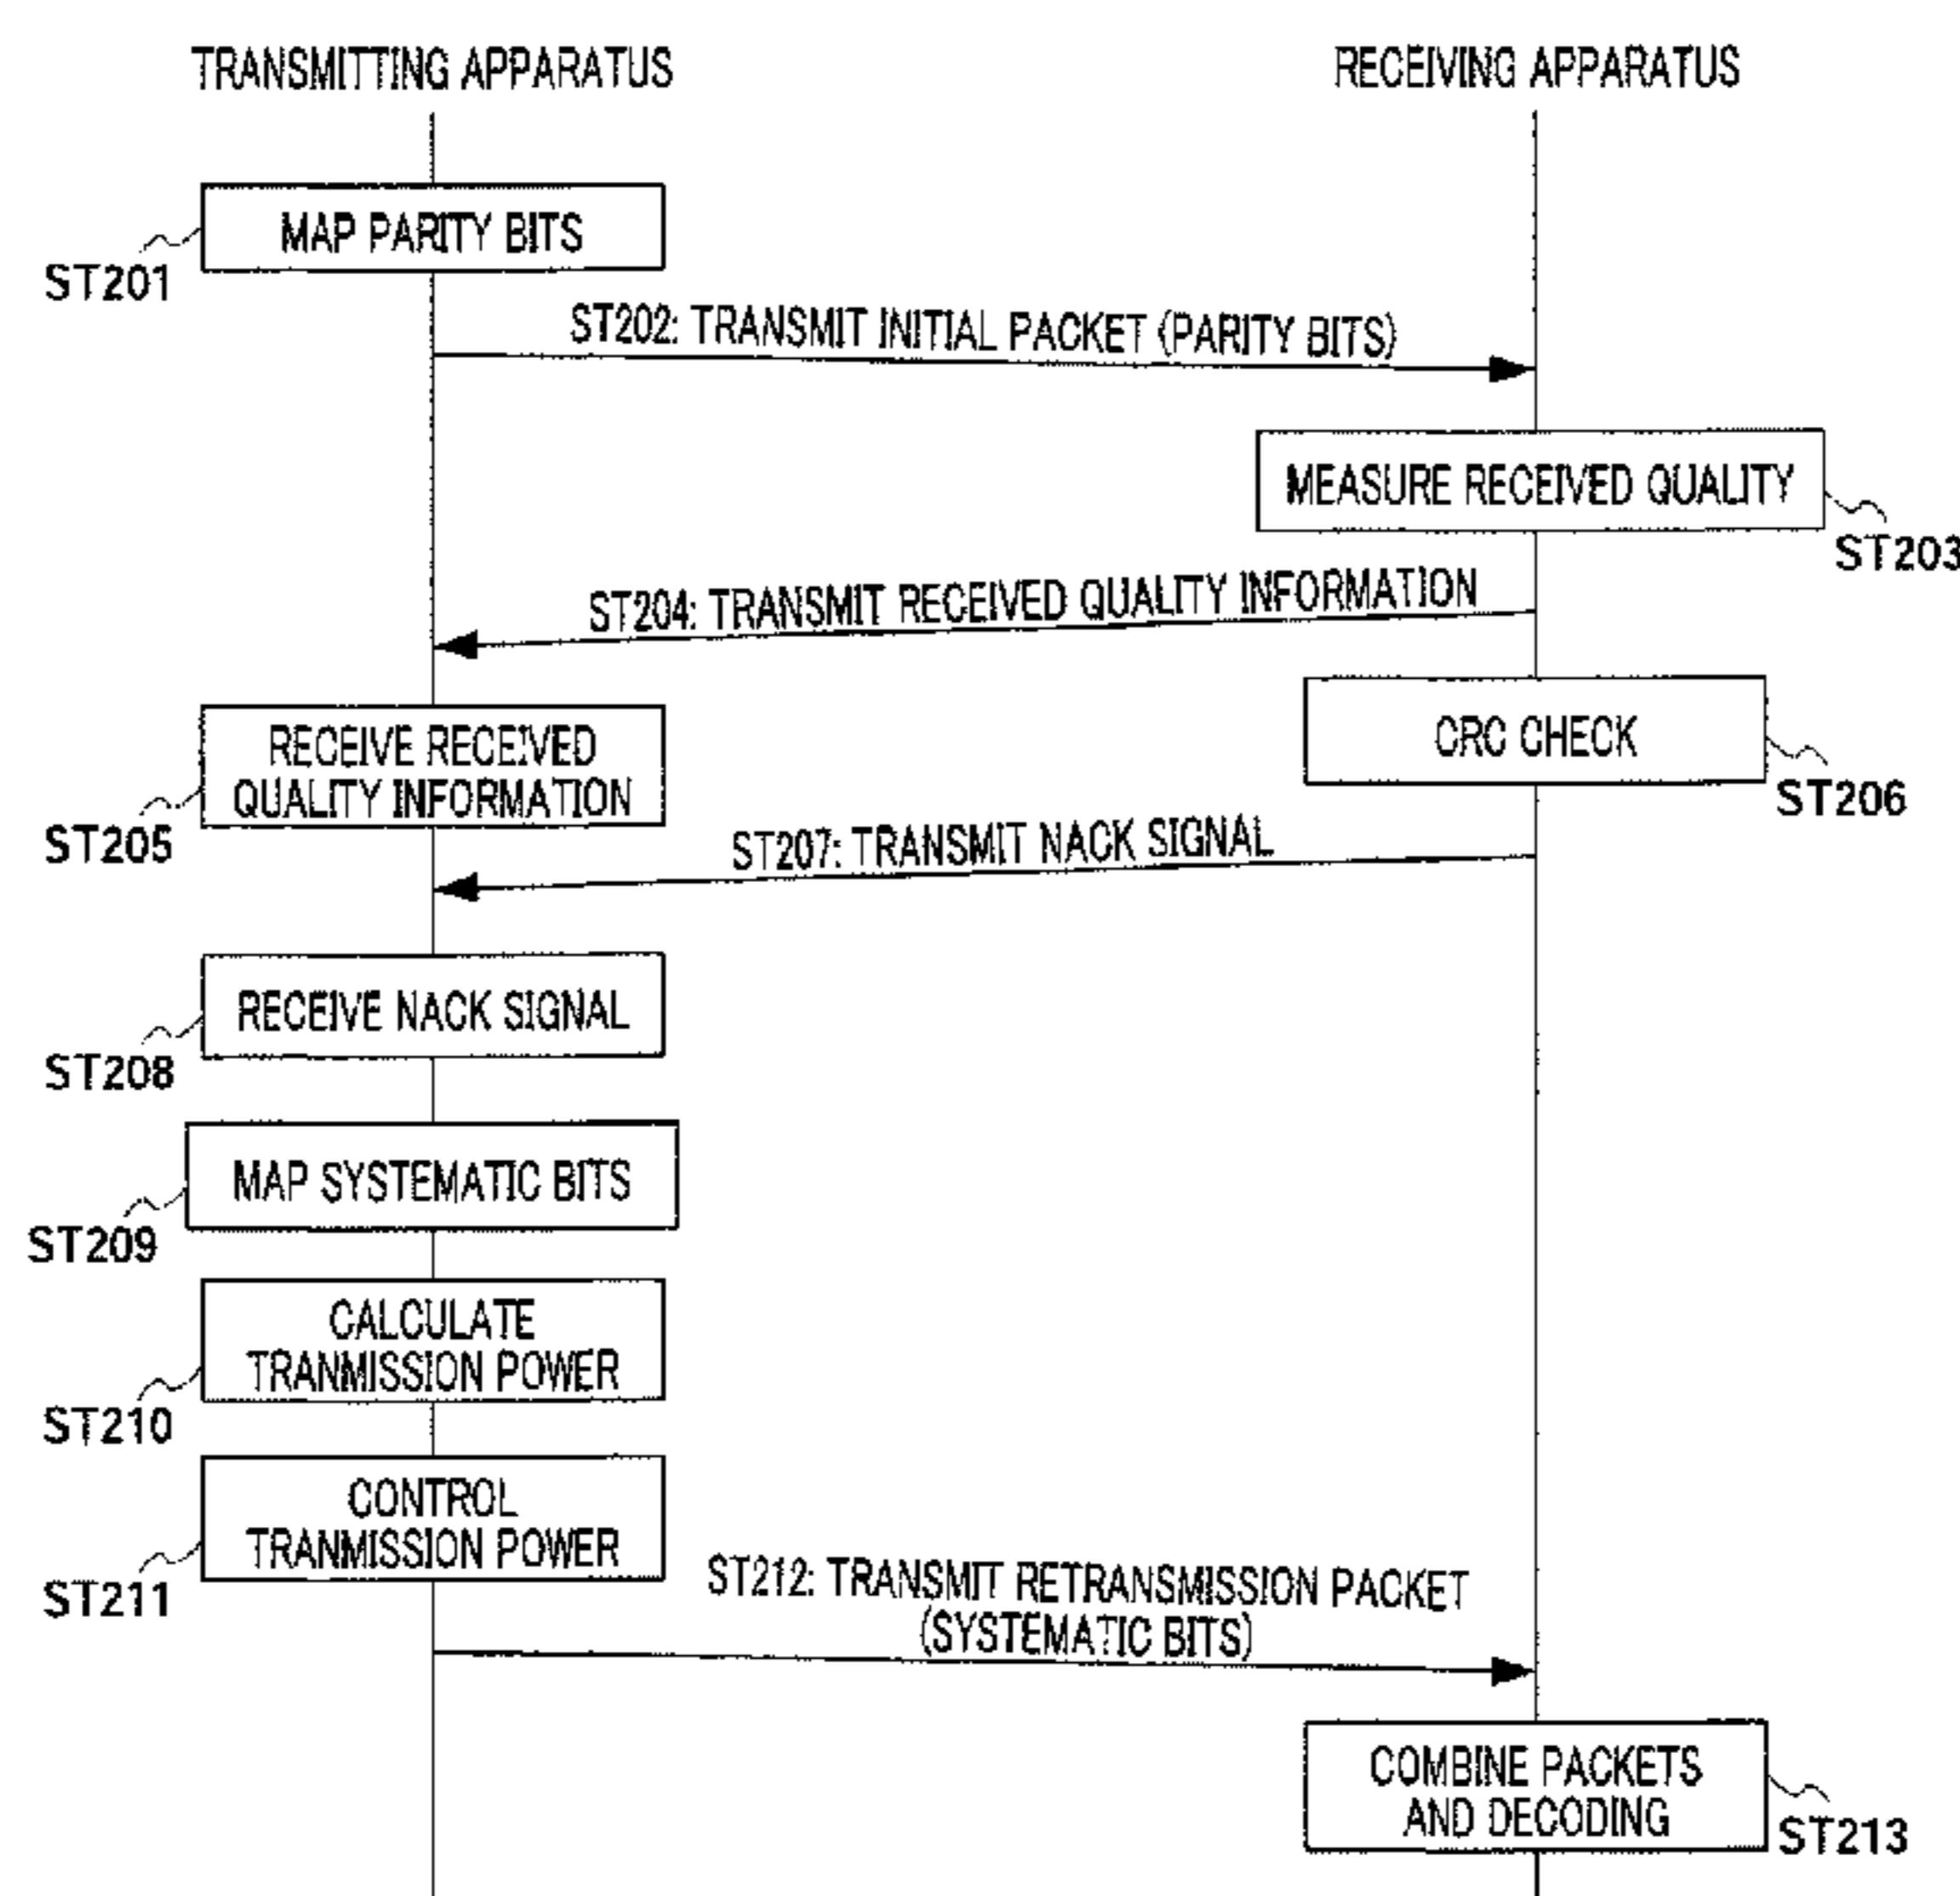 TRANSMITTING APPARATUS
RECEIVING APPARATUS
MAP PARITY BITS
ST201
ST202: TRANSMIT INITIAL PACKET (PARITY BITS)
MEASURE RECEIVED QUALITY
ST203
ST204: TRANSMIT RECEIVED QUALITY INFORMATION
RECEIVE RECEIVED
QUALITY INFORMATION
ST205
CRC CHECK
ST206
ST207: TRANSMIT NACK SIGNAL
RECEIVE NACK SIGNAL
ST208
MAP SYSTEMATIC BITS
ST209
CALCULATE
TRANMISSION POWER
ST210
CONTROL
TRANMISSION POWER
ST211
ST212: TRANSMIT RETRANSMISSION PACKET
(SYSTEMATIC BITS)
COMBINE PACKETS
AND DECODING
ST213